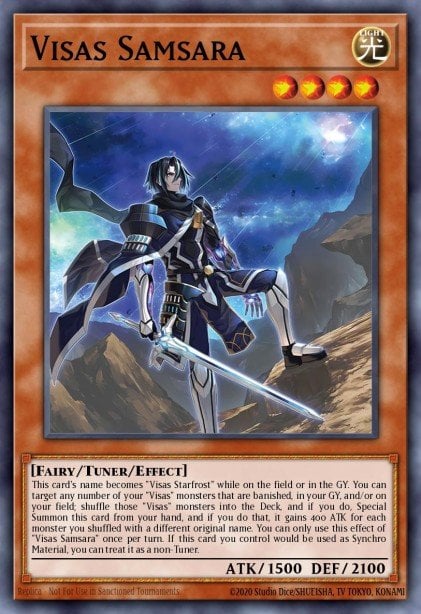 VISAS SAMSARA
LIGHT
光
[FAIRY/TUNER/EFFECT]
This card's name becomes "Visas Starfrost" while on the field or in the GY. You can
target any number of your "Visas" monsters that are banished, in your GY, and/or on
your field; shuffle those "Visas" monsters into the Deck, and if you do, Special
Summon this card from your hand, and if you do that, it gains 400 ATK for each
monster you shuffled with a different original name. You can only use this effect of
"Visas Samsara" once per turn. If this card you control would be used as Synchro
Material, you can treat it as a non-Tuner.
ATK/1500 DEF/2100
Replica - Not For Use in Sanctioned Tournaments
©2020 Studio Dice/SHUEISHA, TV TOKYO, KONAMI